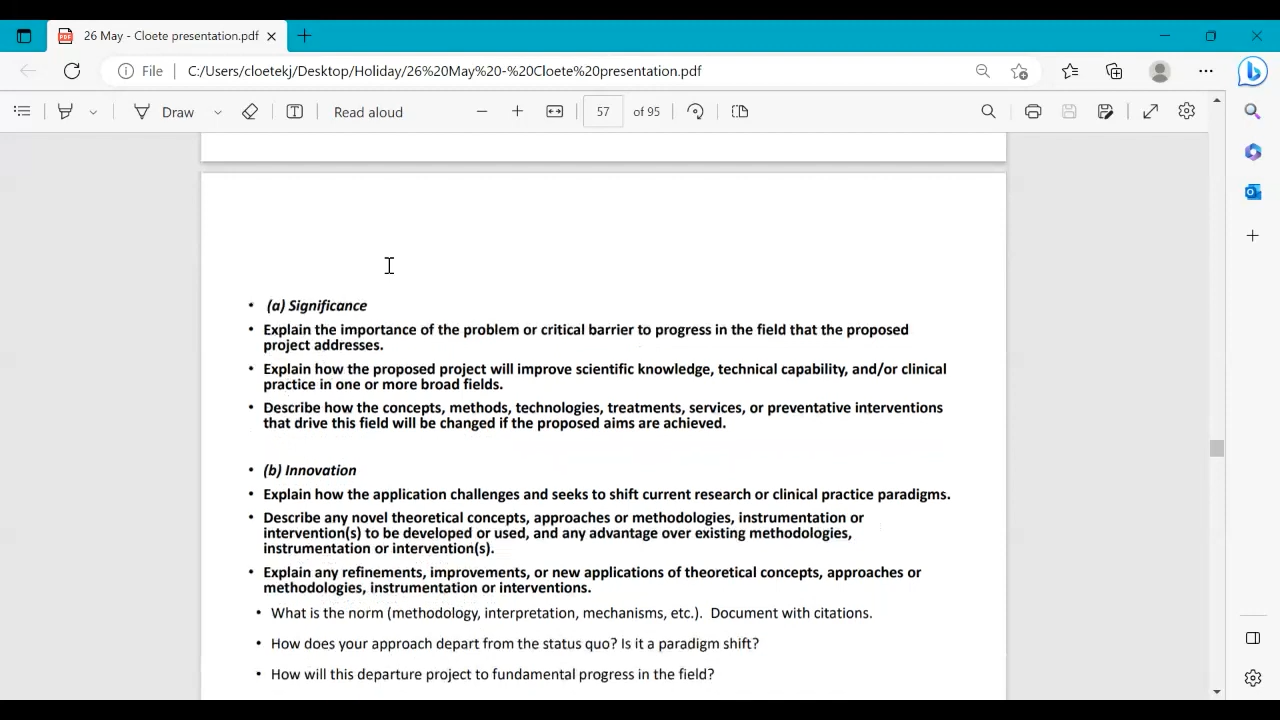 26 May - Cloete presentation.pdf
File
C:/Users/cloetekj/Desktop/Holiday/26%20May%20-%20Cloete%20presentation.pdf
Draw
Read aloud
57
of 95
• (a) Significance
• Explain the importance of the problem or critical barrier to progress in the field that the proposed
project addresses.
• Explain how the proposed project will improve scientific knowledge, technical capability, and/or clinical
practice in one or more broad fields.
• Describe how the concepts, methods, technologies, treatments, services, or preventative interventions
that drive this field will be changed if the proposed aims are achieved.
• (b) Innovation
• Explain how the application challenges and seeks to shift current research or clinical practice paradigms.
• Describe any novel theoretical concepts, approaches or methodologies, instrumentation or
intervention(s) to be developed or used, and any advantage over existing methodologies,
instrumentation or intervention(s).
• Explain any refinements, improvements, or new applications of theoretical concepts, approaches or
methodologies, instrumentation or interventions.
• What is the norm (methodology, interpretation, mechanisms, etc.). Document with citations.
• How does your approach depart from the status quo? Is it a paradigm shift?
• How will this departure project to fundamental progress in the field?